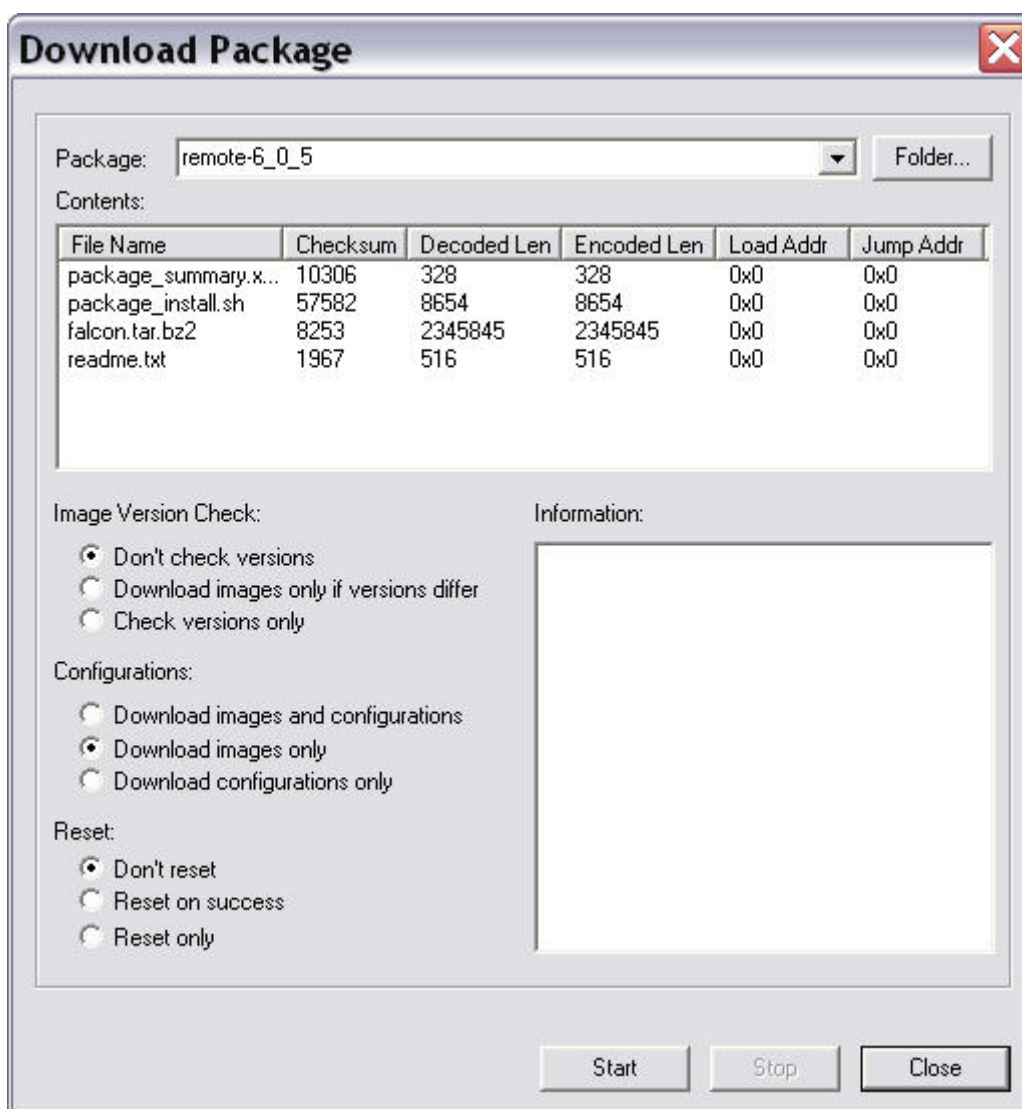 Download Package
Package: remote-6_0_5 Folder...
Contents:
File Name Checksum Decoded Len Encoded Len Load Addr Jump Addr
package_summary.x... 10306 328 328 0x0 0x0
package_install.sh 57582 8654 8654 0x0 0x0
falcon.tar.bz2 8253 2345845 2345845 0x0 0x0
readme.txt 1967 516 516 0x0 0x0
Image Version Check: Information:
Don't check versions
Download images only if versions differ
Check versions only
Configurations:
Download images and configurations
Download images only
Download configurations only
Reset:
Don't reset
Reset on success
Reset only
Start Stop Close